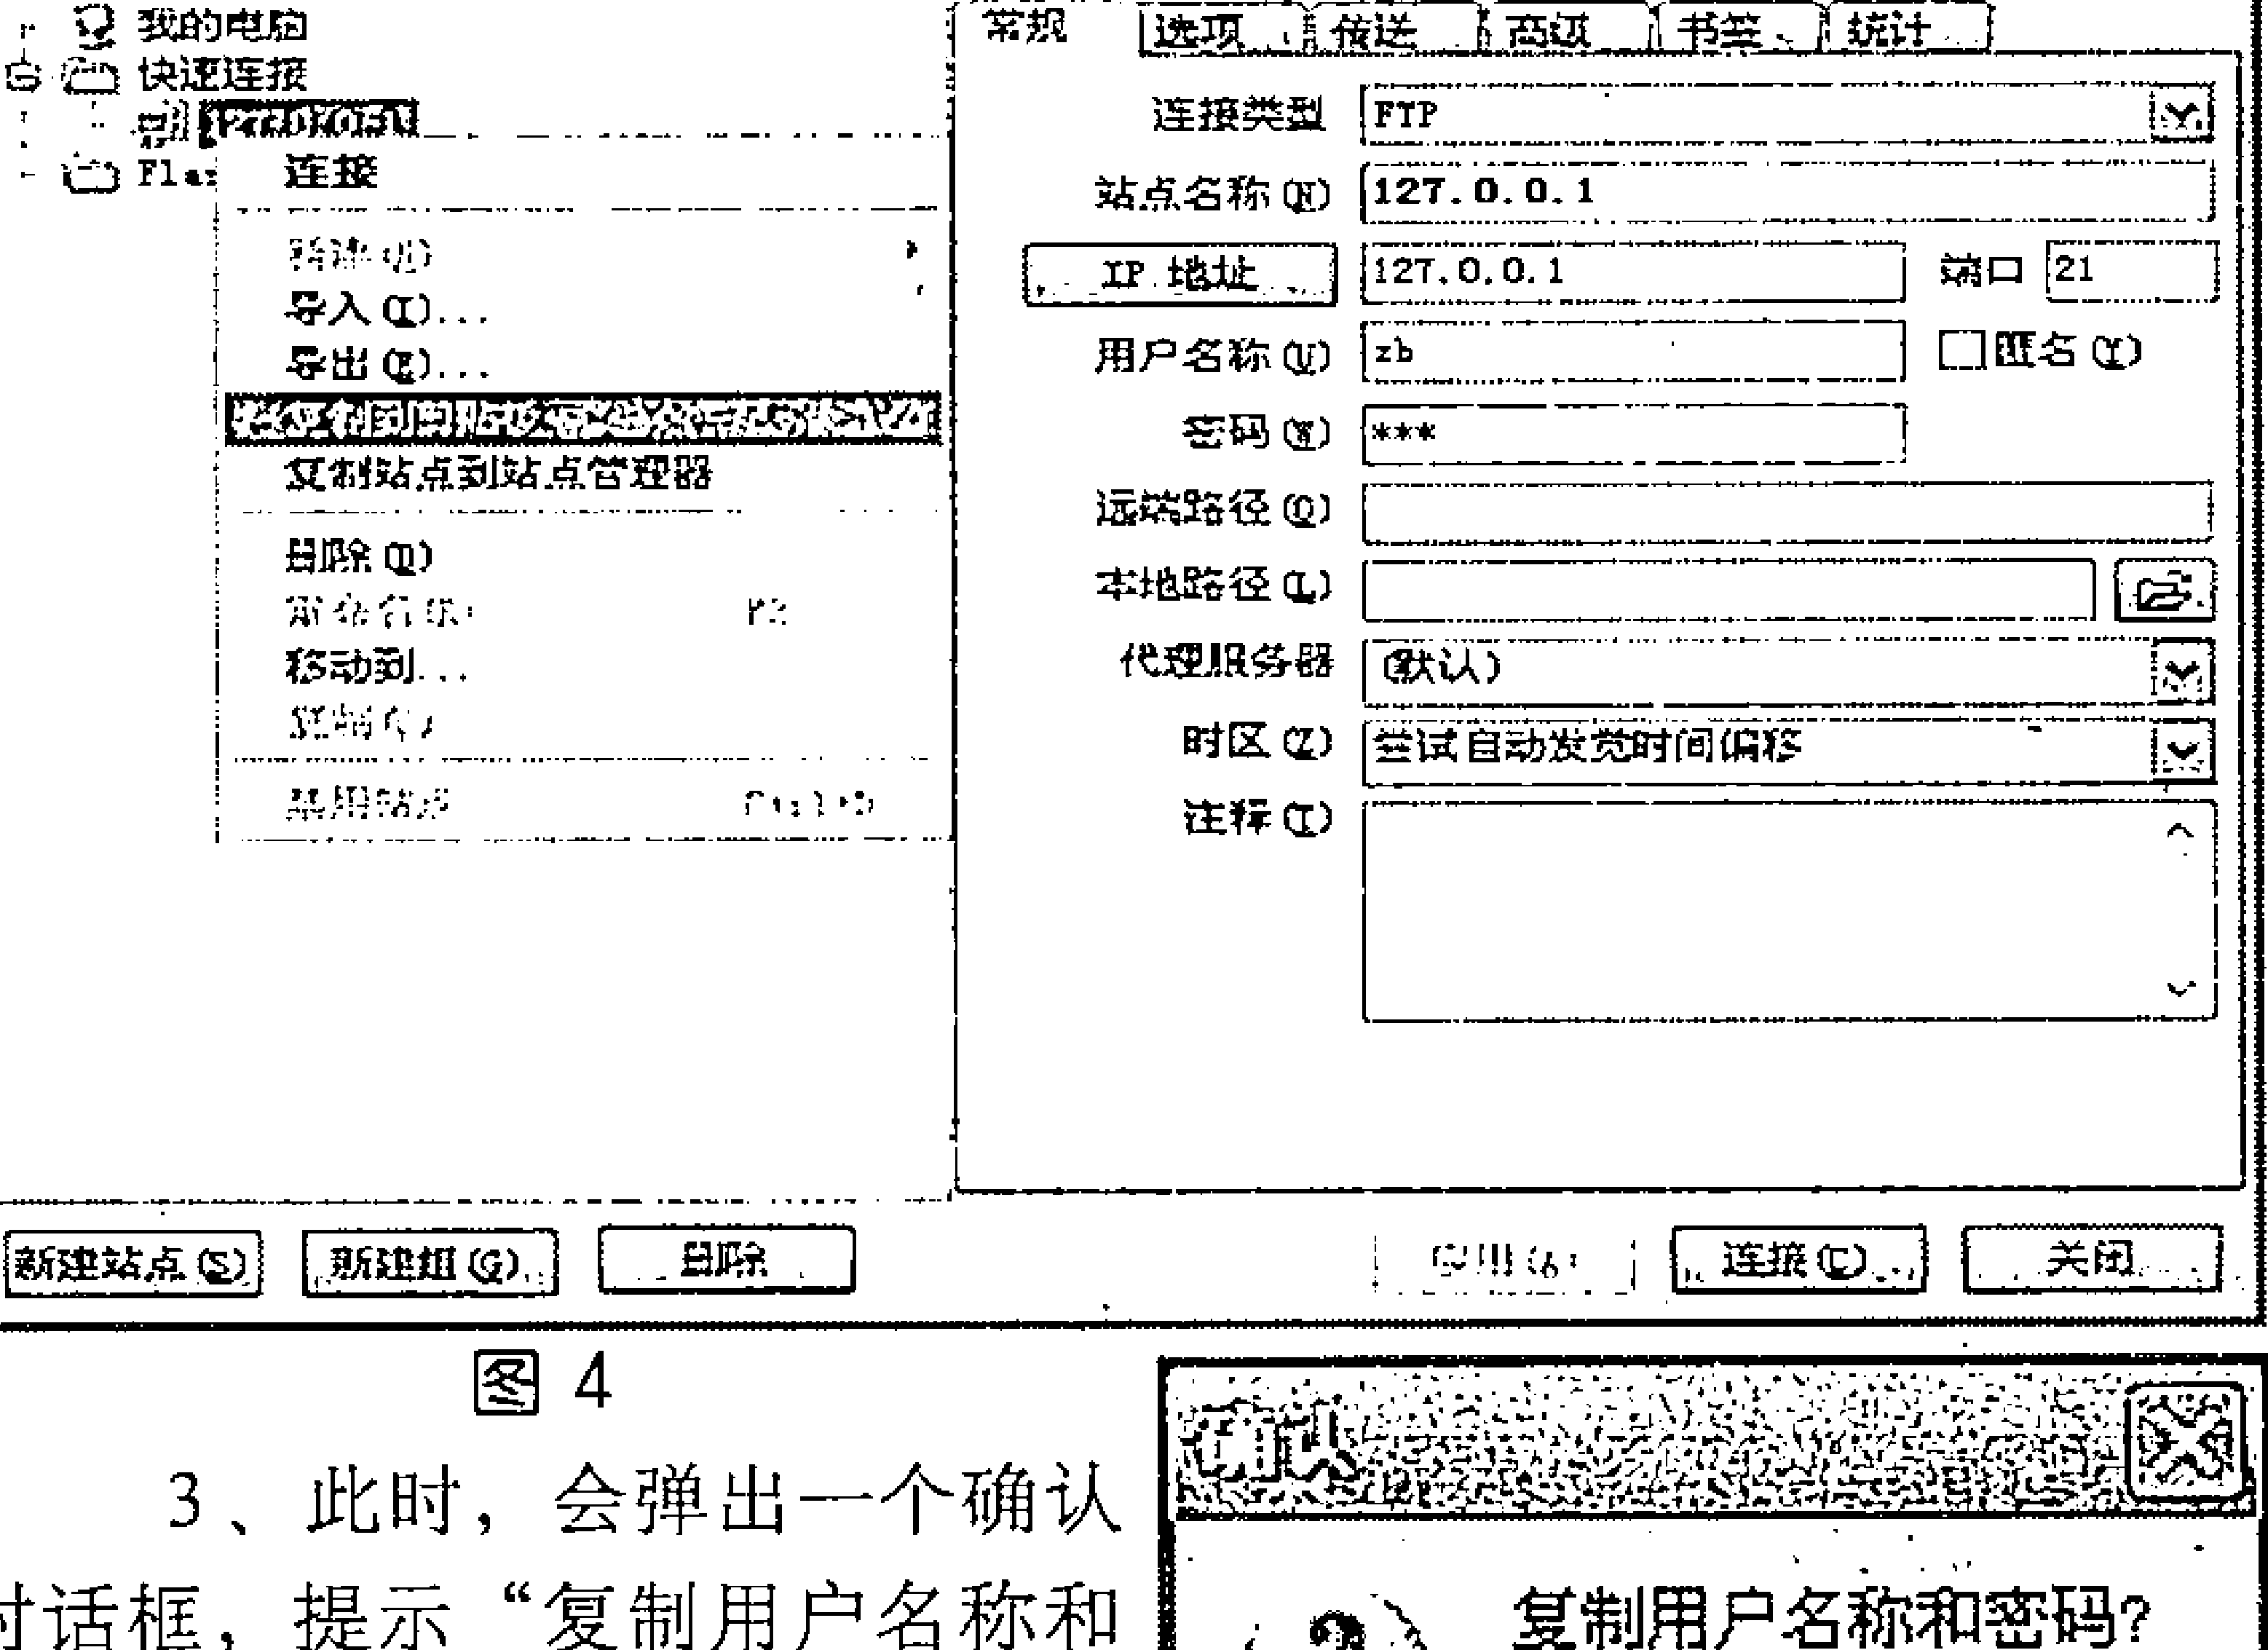 我的电脑
快速连接
连接
导入(I)...
导出(E)...
复制站点到站点管理器
删除(D)
移动到...
常规 选项 传送 高级 书签 统计
连接类型 FTP
站点名称(N) 127.0.0.1
IP 地址 127.0.0.1 端口 21
用户名称(U) zb 匿名(Y)
密码(W) ***
远端路径(O)
本地路径(L)
代理服务器 (默认)
时区(Z) 尝试自动发觉时间偏移
注释(T)
新建站点(S) 新建组(G) 删除 应用(A) 连接(C) 关闭
图 4
3、此时，会弹出一个确认
对话框，提示“复制用户名称和
确认
复制用户名称和密码?